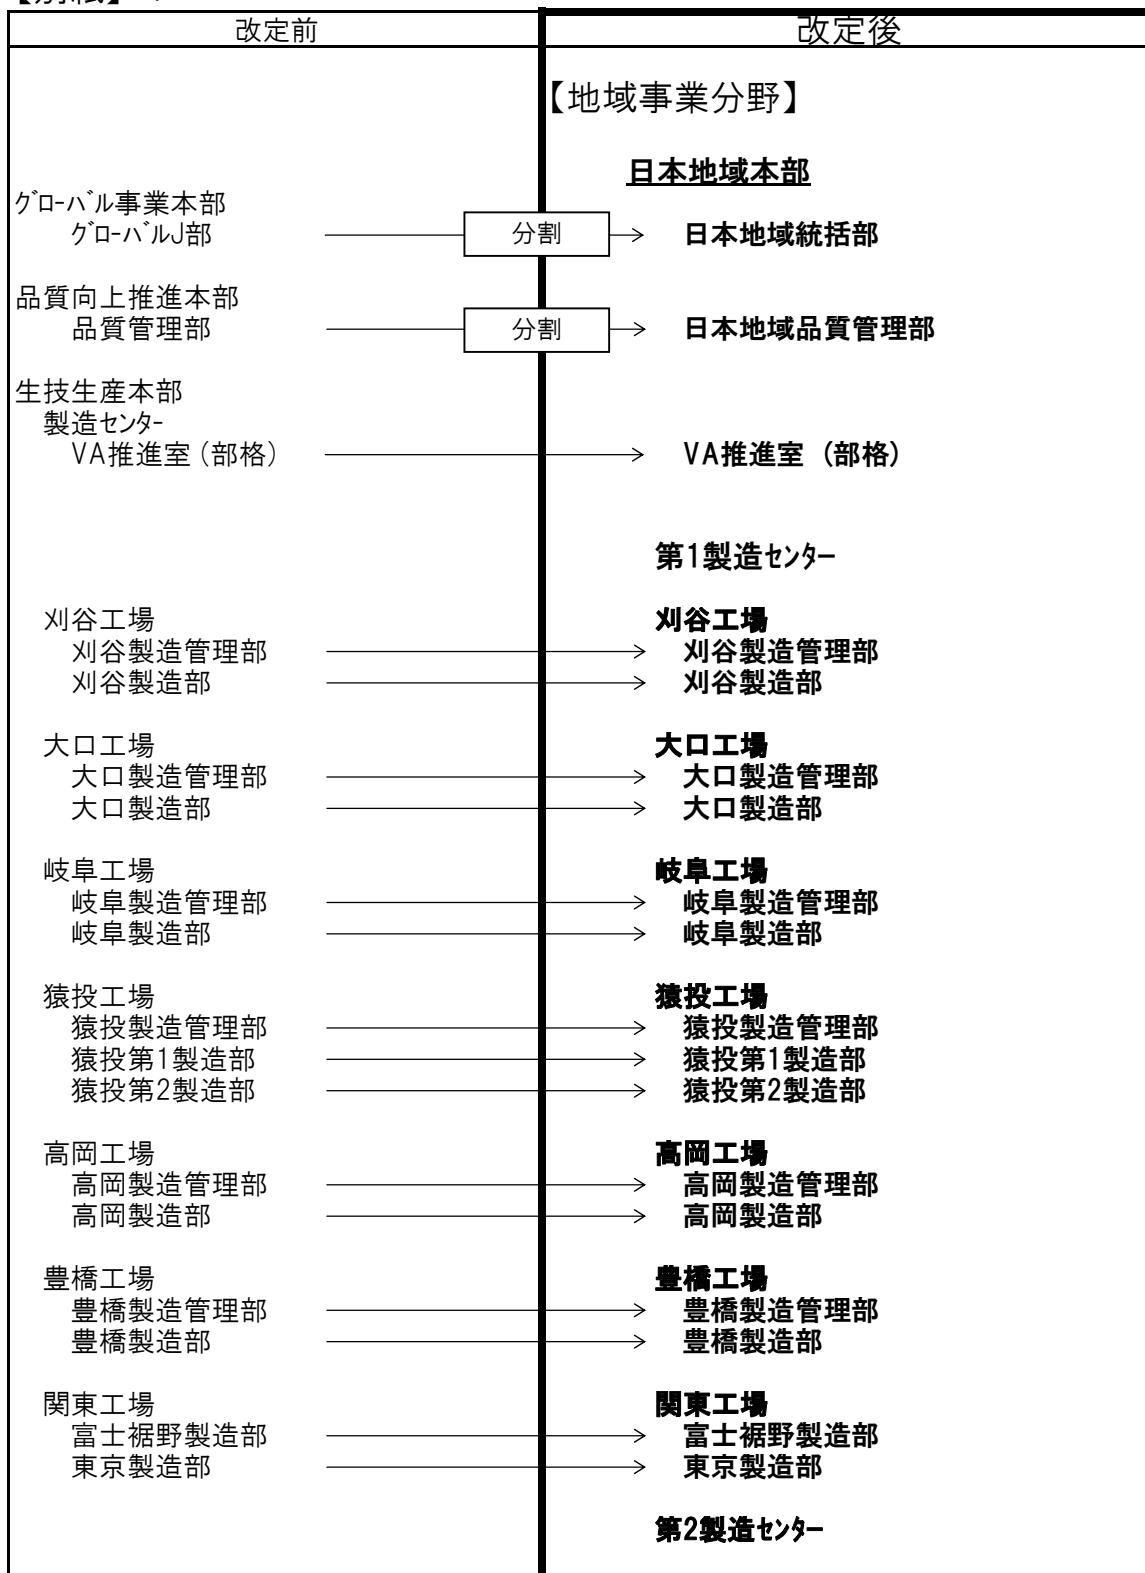 改定前 改定後
【地域事業分野】
日本地域本部
グローバル事業本部
グローバルJ部 分割 日本地域統括部
品質向上推進本部
品質管理部 分割 日本地域品質管理部
生技生産本部
製造センター
VA推進室(部格) VA推進室 (部格)
第1製造センター
刈谷工場 刈谷工場
刈谷製造管理部 刈谷製造管理部
刈谷製造部 刈谷製造部
大口工場 大口工場
大口製造管理部 大口製造管理部
大口製造部 大口製造部
岐阜工場 岐阜工場
岐阜製造管理部 岐阜製造管理部
岐阜製造部 岐阜製造部
猿投工場 猿投工場
猿投製造管理部 猿投製造管理部
猿投第1製造部 猿投第1製造部
猿投第2製造部 猿投第2製造部
高岡工場 高岡工場
高岡製造管理部 高岡製造管理部
高岡製造部 高岡製造部
豊橋工場 豊橋工場
豊橋製造管理部 豊橋製造管理部
豊橋製造部 豊橋製造部
関東工場 関東工場
富士裾野製造部 富士裾野製造部
東京製造部 東京製造部
第2製造センター